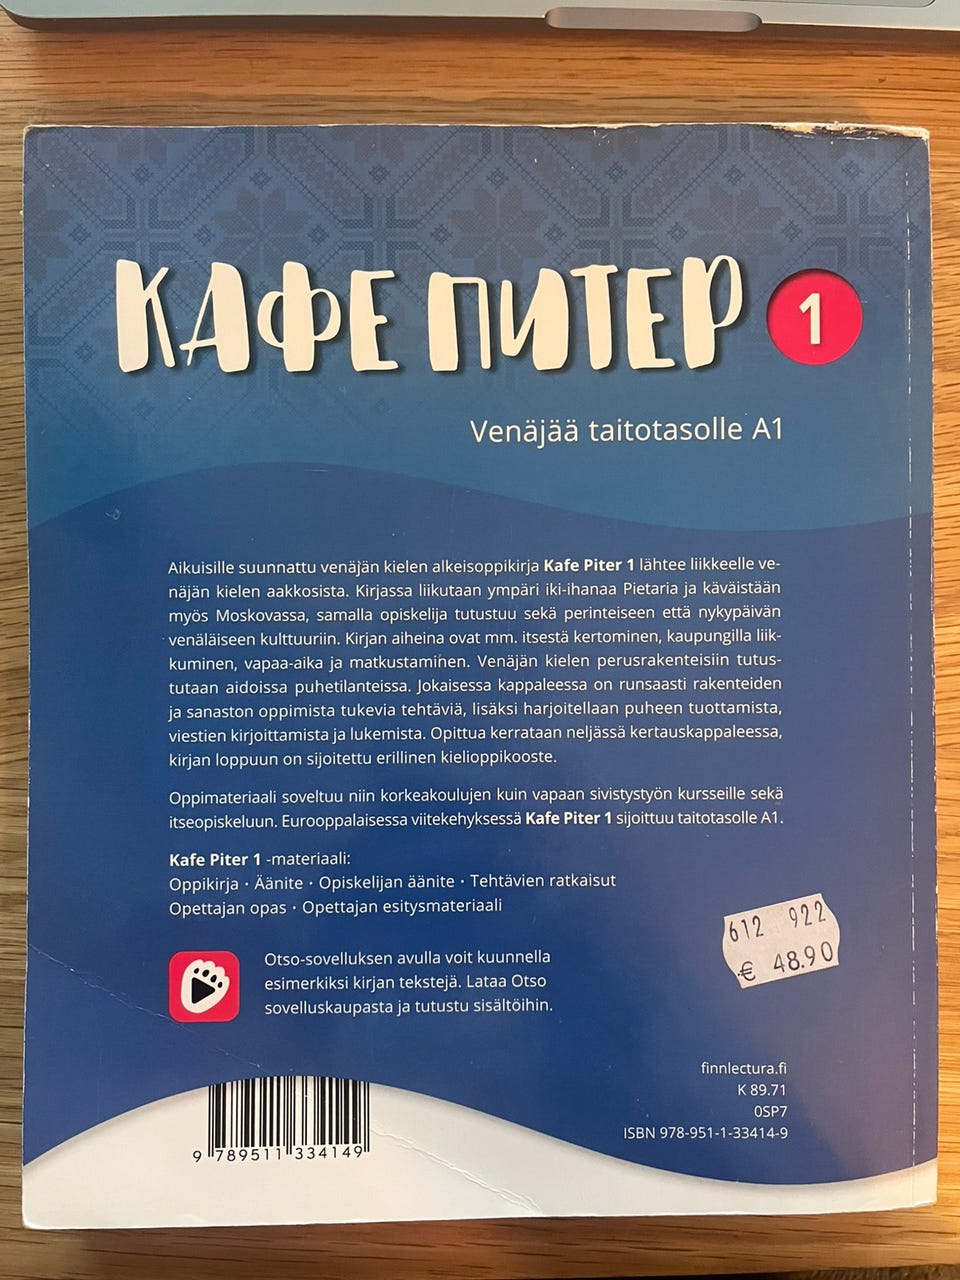 КАФЕ ПИТЕР 1
Venäjää taitotasolle A1
Aikuisille suunnattu venäjän kielen alkeisoppikirja Kafe Piter 1 lähtee liikkeelle ve-
näjän kielen aakkosista. Kirjassa liikutaan ympäri iki-ihanaa Pietaria ja käväistään
myös Moskovassa, samalla opiskelija tutustuu sekä perinteiseen että nykypäivän
venäläiseen kulttuuriin. Kirjan aiheina ovat mm. itsestä kertominen, kaupungilla liik-
kuminen, vapaa-aika ja matkustaminen. Venäjän kielen perusrakenteisiin tutus-
tutaan aidoissa puhetilanteissa. Jokaisessa kappaleessa on runsaasti rakenteiden
ja sanaston oppimista tukevia tehtäviä, lisäksi harjoitellaan puheen tuottamista,
viestien kirjoittamista ja lukemista. Opittua kerrataan neljässä kertauskappaleessa,
kirjan loppuun on sijoitettu erillinen kielioppikooste.
Oppimateriaali soveltuu niin korkeakoulujen kuin vapaan sivistystyön kursseille sekä
itseopiskeluun. Eurooppalaisessa viitekehyksessä Kafe Piter 1 sijoittuu taitotasolle A1.
Kafe Piter 1 -materiaali:
Oppikirja · Äänite · Opiskelijan äänite · Tehtävien ratkaisut
Opettajan opas · Opettajan esitysmateriaali
612 922
€ 48.90
Otso-sovelluksen avulla voit kuunnella
esimerkiksi kirjan tekstejä. Lataa Otso
sovelluskaupasta ja tutustu sisältöihin.
finnlectura.fi
K 89.71
0SP7
ISBN 978-951-1-33414-9
9 789511 334149